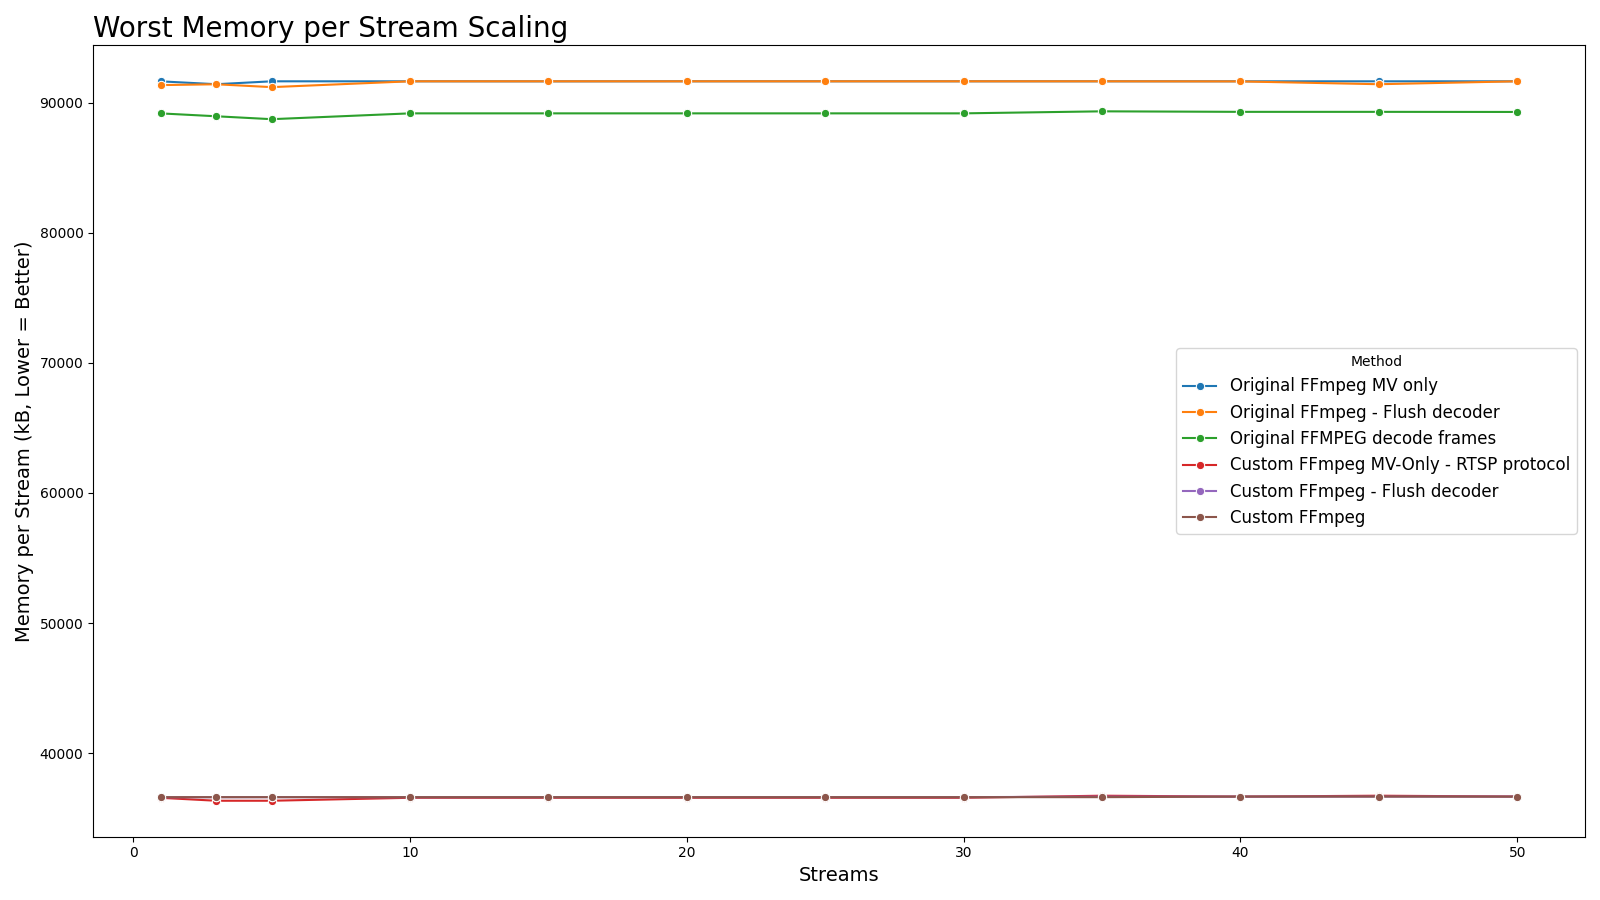 Worst Memory per Stream Scaling
Memory per Stream (kB, Lower = Better)
90000
80000
70000
60000
50000
40000
Method
Original FFmpeg MV only
Original FFmpeg - Flush decoder
Original FFMPEG decode frames
Custom FFmpeg MV-Only - RTSP protocol
Custom FFmpeg - Flush decoder
Custom FFmpeg
0 10 20 30 40 50
Streams